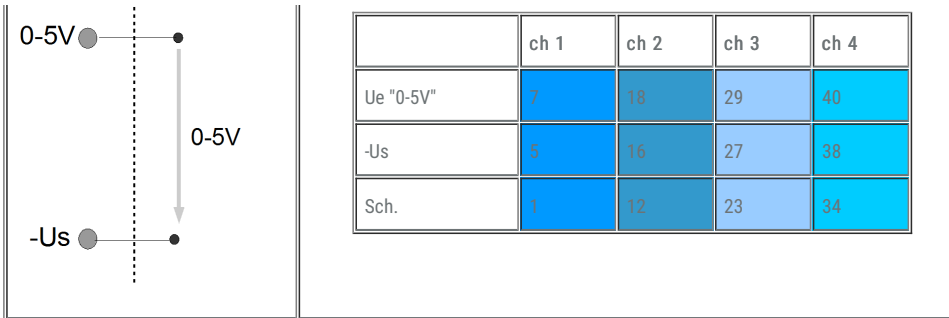 0-5V
0-5V
-Us
ch 1 ch 2 ch 3 ch 4
Ue "0-5V" 7 18 29 40
-Us 5 16 27 38
Sch. 1 12 23 34